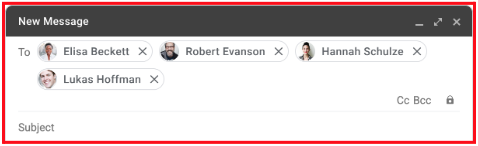 New Message
To Elisa Beckett Robert Evanson Hannah Schulze
Lukas Hoffman
Cc Bcc
Subject